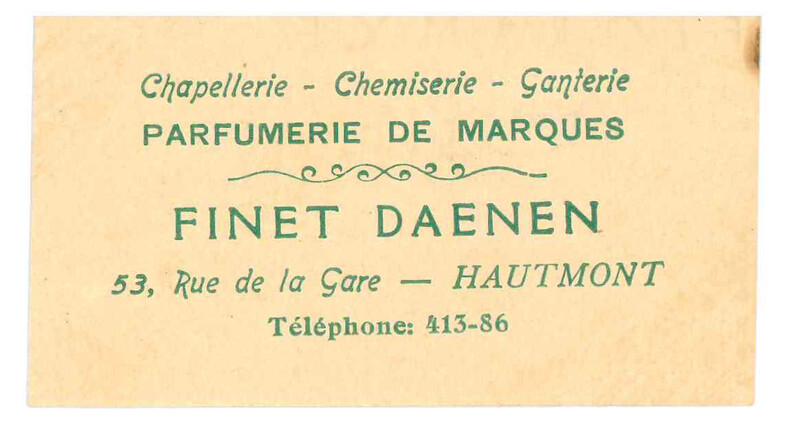 Chapellerie - Chemiserie - Ganterie
PARFUMERIE DE MARQUES
FINET DAENEN
53, Rue de la Gare — HAUTMONT
Téléphone: 413-86